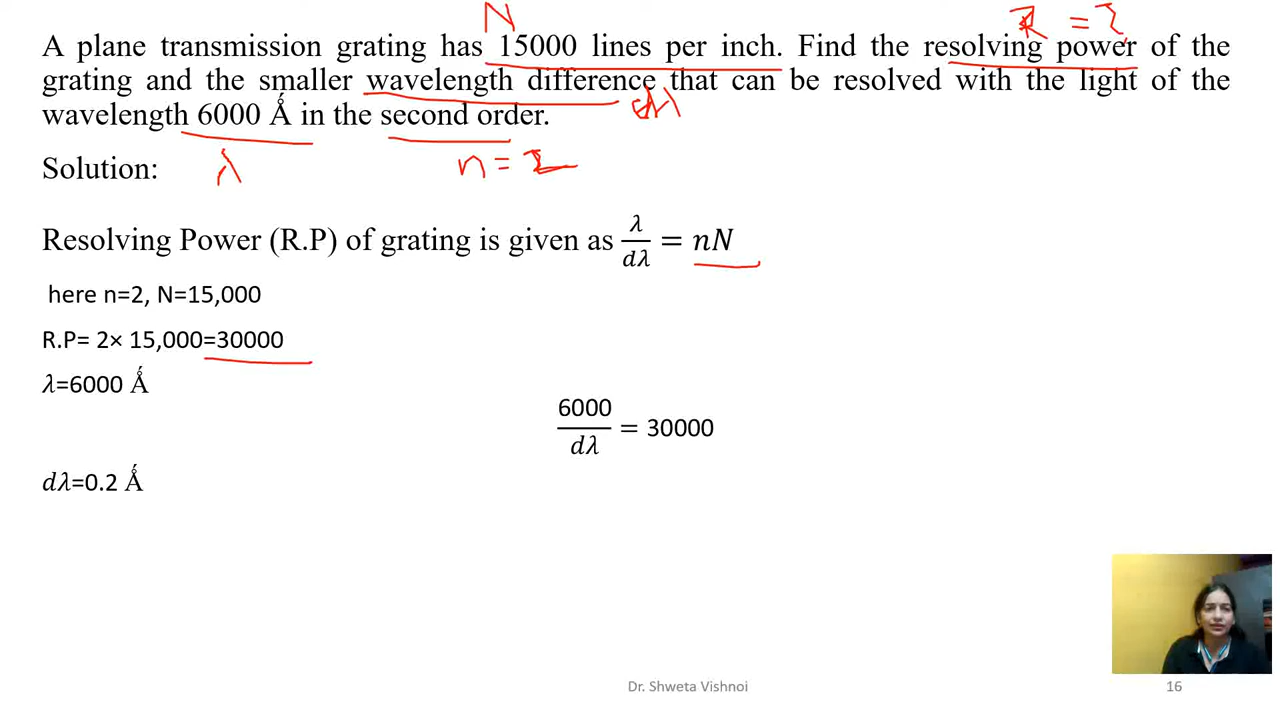 N
R = ?
A plane transmission grating has 15000 lines per inch. Find the resolving power of the
grating and the smaller wavelength difference that can be resolved with the light of the
dλ
wavelength 6000 Ǻ in the second order.
Solution:
λ
n = 2
Resolving Power (R.P) of grating is given as λ/dλ = nN
here n=2, N=15,000
R.P= 2× 15,000=30000
λ=6000 Ǻ
6000/dλ = 30000
dλ=0.2 Ǻ
Dr. Shweta Vishnoi
16